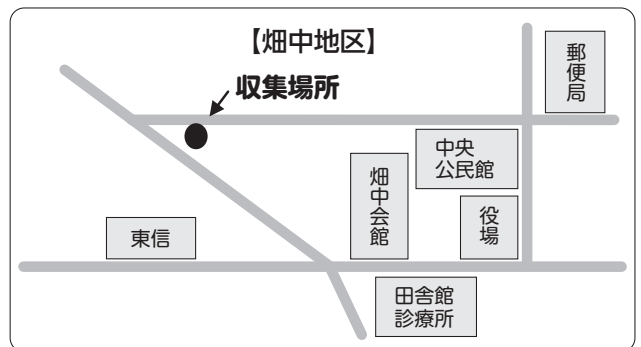 【畑中地区】
収集場所
郵便局
中央
公民館
畑中会館
役場
東信
田舎館
診療所